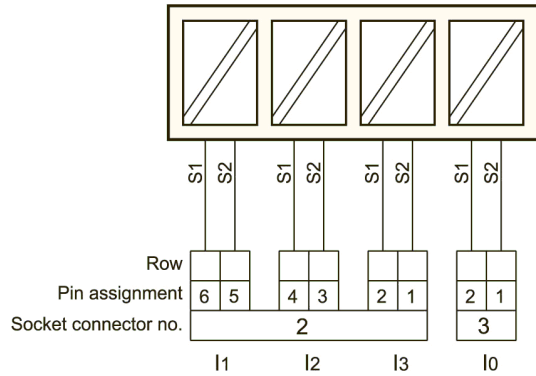 S1 S2 S1 S2 S1 S2 S1 S2
Row
Pin assignment 6 5 4 3 2 1 2 1
Socket connector no. 2 3
I1 I2 I3 I0